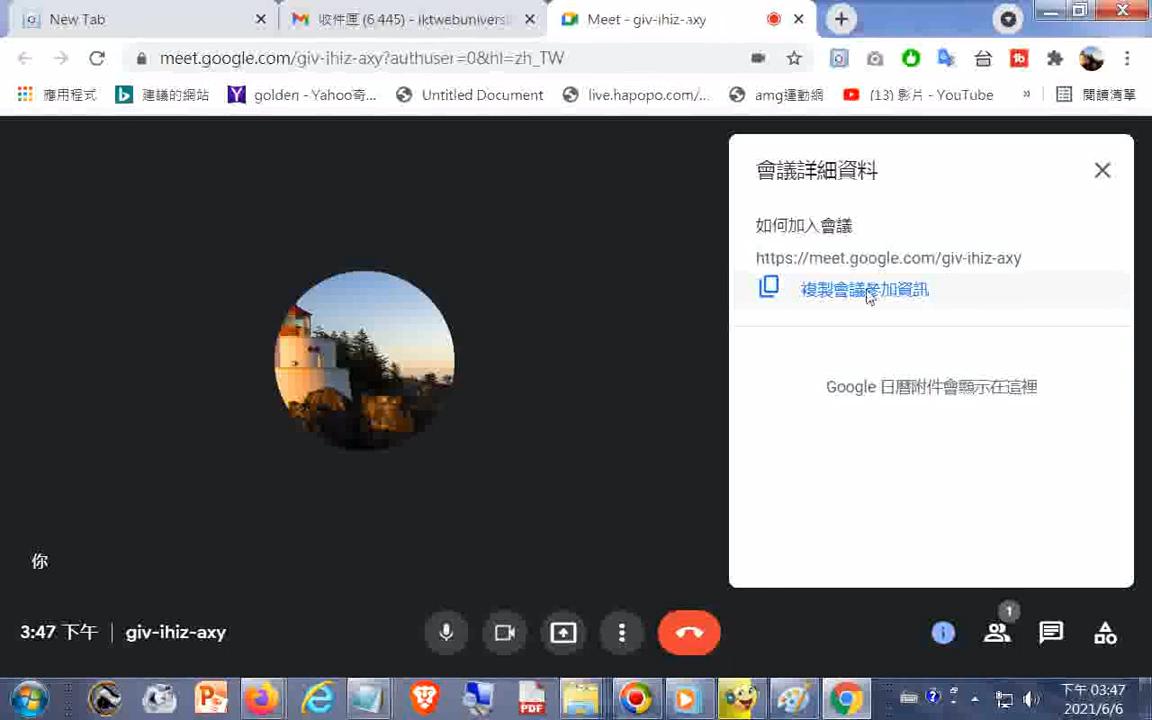 New Tab
收件匣 (6 445) - iktwebuniversi
Meet - giv-ihiz-axy
meet.google.com/giv-ihiz-axy?authuser=0&hl=zh_TW
應用程式
建議的網站
golden - Yahoo奇...
Untitled Document
live.hapopo.com/...
amg運動網
(13) 影片 - YouTube
»
閱讀清單
會議詳細資料
如何加入會議
https://meet.google.com/giv-ihiz-axy
複製會議參加資訊
Google 日曆附件會顯示在這裡
你
3:47 下午
giv-ihiz-axy
1
下午 03:47
2021/6/6